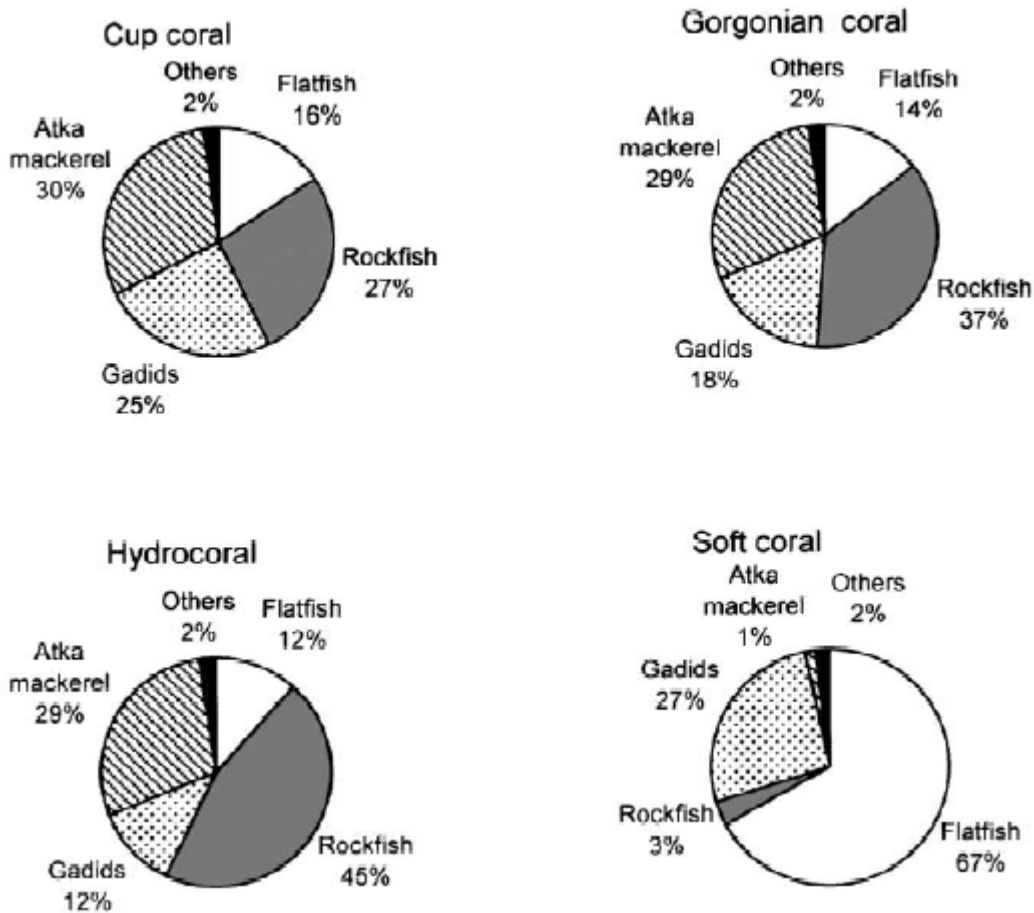 Cup coral
Others
2%
Flatfish
16%
Atka
mackerel
30%
Rockfish
27%
Gadids
25%
Gorgonian coral
Others
2%
Flatfish
14%
Atka
mackerel
29%
Rockfish
37%
Gadids
18%
Hydrocoral
Others
2%
Flatfish
12%
Atka
mackerel
29%
Rockfish
45%
Gadids
12%
Soft coral
Atka
mackerel
1%
Others
2%
Gadids
27%
Rockfish
3%
Flatfish
67%